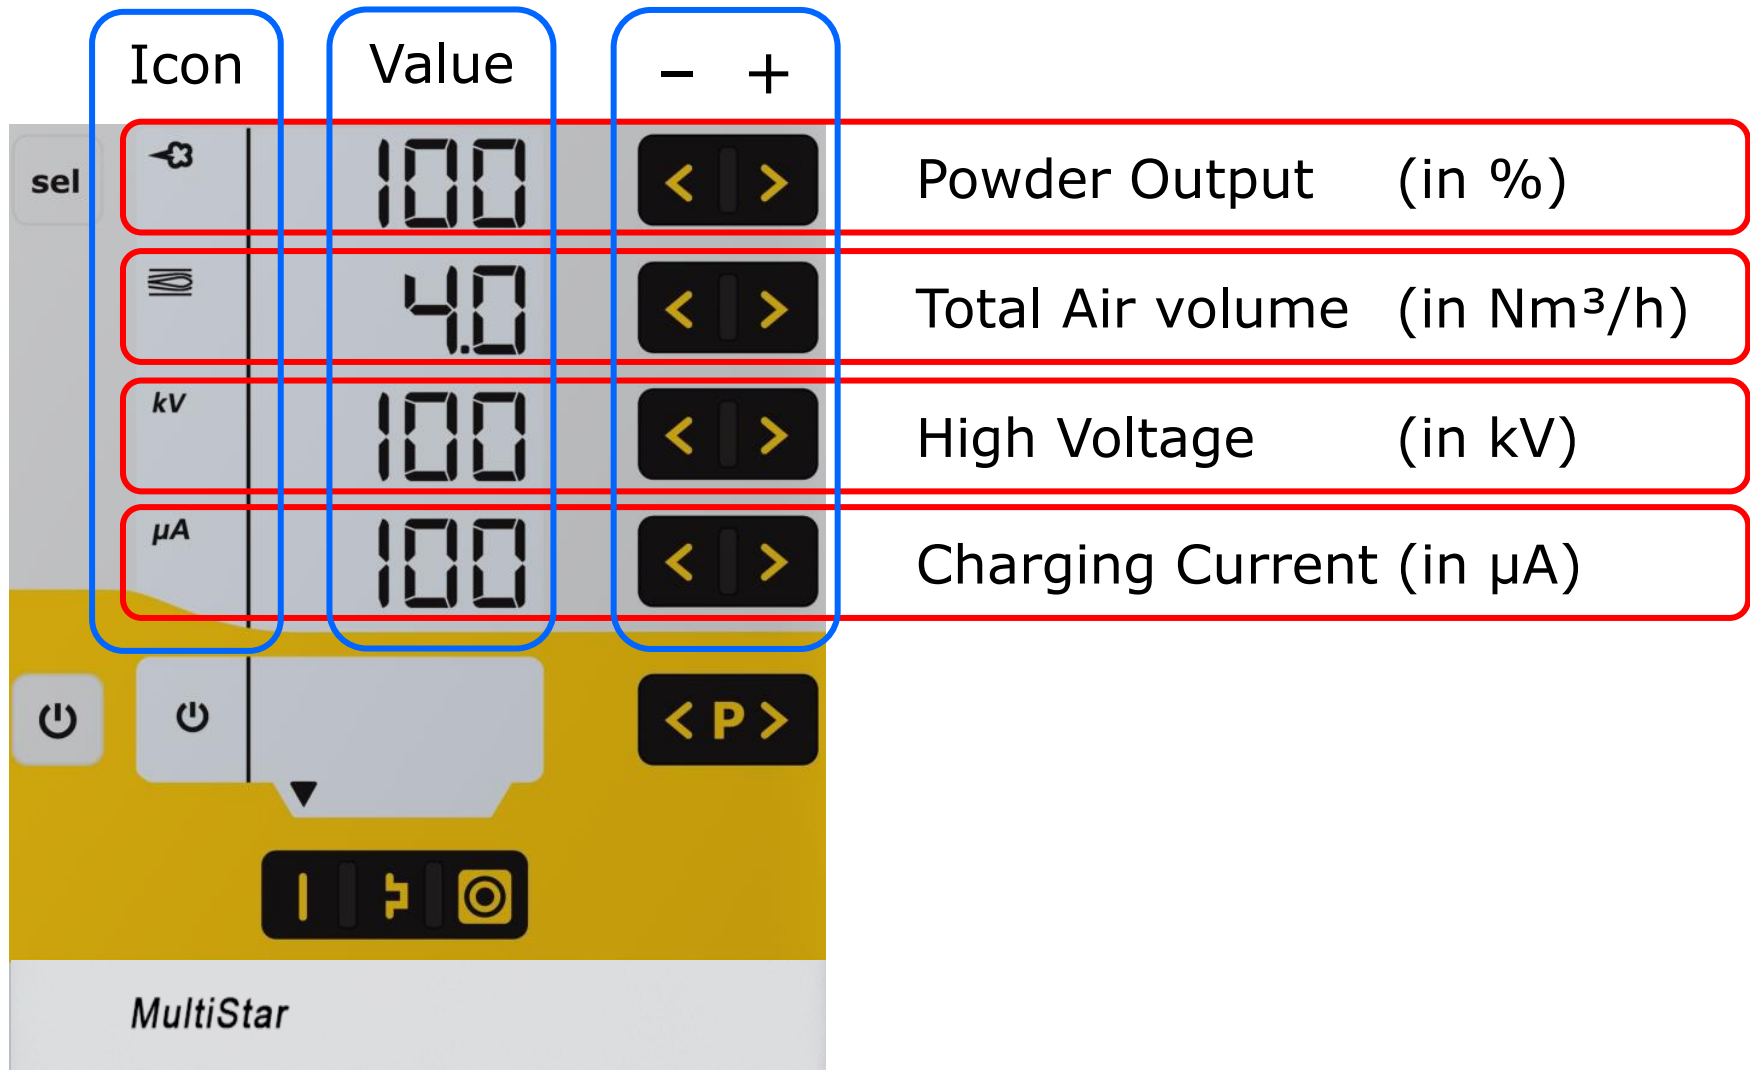 Icon Value − +
sel 100 < > Powder Output (in %)
4.0 < > Total Air volume (in Nm³/h)
kV 100 < > High Voltage (in kV)
µA 100 < > Charging Current (in µA)
< P >
MultiStar